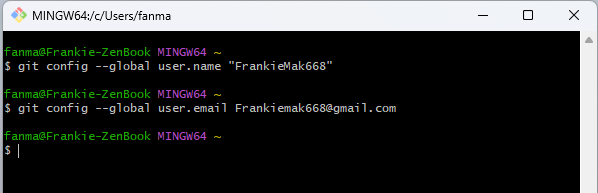 MINGW64:/c/Users/fanma
fanma@Frankie-ZenBook MINGW64 ~
$ git config --global user.name "FrankieMak668"
fanma@Frankie-ZenBook MINGW64 ~
$ git config --global user.email Frankiemak668@gmail.com
fanma@Frankie-ZenBook MINGW64 ~
$